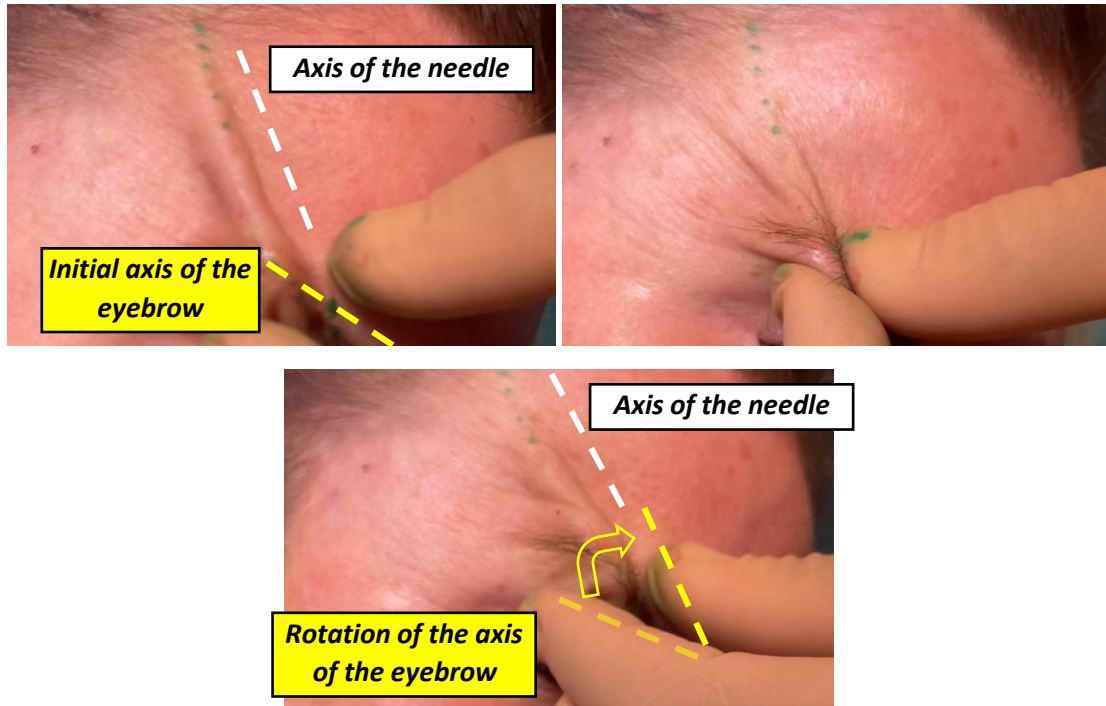 Axis of the needle
Initial axis of the
eyebrow
Axis of the needle
Rotation of the axis
of the eyebrow